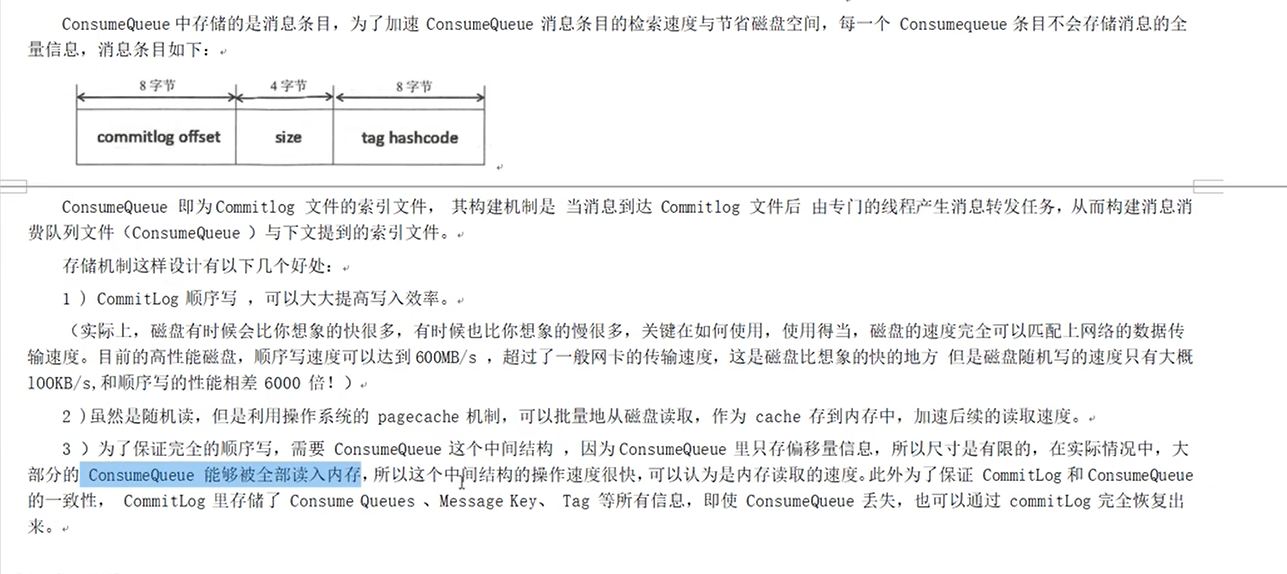 ConsumeQueue 中存储的是消息条目，为了加速 ConsumeQueue 消息条目的检索速度与节省磁盘空间，每一个 Consumequeue 条目不会存储消息的全
量信息，消息条目如下：
8 字节 4 字节 8 字节
commitlog offset size tag hashcode
ConsumeQueue 即为 Commitlog 文件的索引文件， 其构建机制是 当消息到达 Commitlog 文件后 由专门的线程产生消息转发任务，从而构建消息消
费队列文件（ConsumeQueue ）与下文提到的索引文件。
存储机制这样设计有以下几个好处：
1 ) CommitLog 顺序写 ，可以大大提高写入效率。
（实际上，磁盘有时候会比你想象的快很多，有时候也比你想象的慢很多，关键在如何使用，使用得当，磁盘的速度完全可以匹配上网络的数据传
输速度。目前的高性能磁盘，顺序写速度可以达到 600MB/s ，超过了一般网卡的传输速度，这是磁盘比想象的快的地方 但是磁盘随机写的速度只有大概
lOOKB/s,和顺序写的性能相差 6000 倍！）
2 )虽然是随机读，但是利用操作系统的 pagecache 机制，可以批量地从磁盘读取，作为 cache 存到内存中，加速后续的读取速度。
3 ）为了保证完全的顺序写，需要 ConsumeQueue 这个中间结构 ，因为 ConsumeQueue 里只存偏移量信息，所以尺寸是有限的，在实际情况中，大
部分的 ConsumeQueue 能够被全部读入内存，所以这个中间结构的操作速度很快，可以认为是内存读取的速度。此外为了保证 CommitLog 和 ConsumeQueue
的一致性， CommitLog 里存储了 Consume Queues 、Message Key、 Tag 等所有信息，即使 ConsumeQueue 丢失，也可以通过 commitLog 完全恢复出
来。